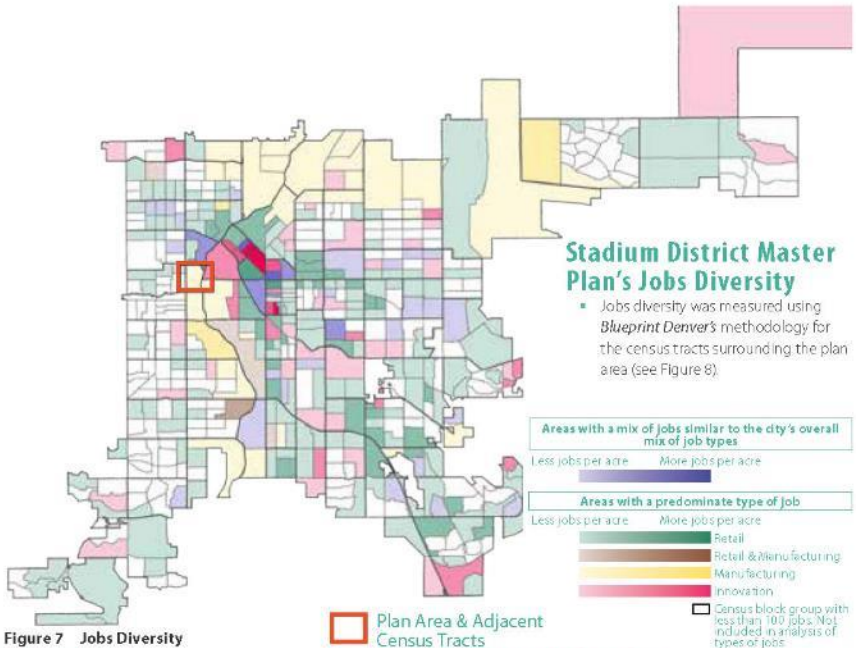 Stadium District Master
Plan's Jobs Diversity
▪ Jobs diversity was measured using
Blueprint Denver's methodology for
the census tracts surrounding the plan
area (see Figure 8).
Areas with a mix of jobs similar to the city's overall
mix of job types
Less jobs per acre More jobs per acre
Areas with a predominate type of job
Less jobs per acre More jobs per acre
Retail
Retail & Manufacturing
Manufacturing
Innovation
Census block group with
less than 100 jobs. Not
included in analysis of
types of jobs
Plan Area & Adjacent
Census Tracts
Figure 7 Jobs Diversity